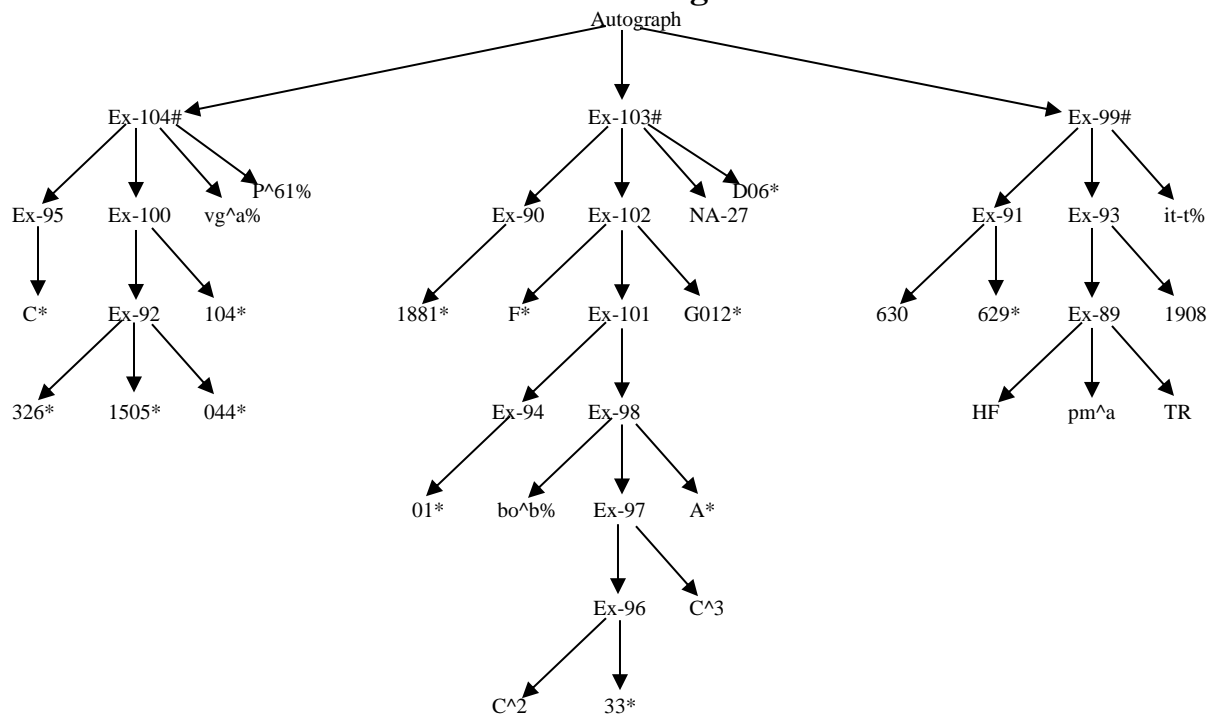 Autograph
Ex-104# Ex-103# Ex-99#
P^61% D06*
Ex-95 Ex-100 vg^a% Ex-90 Ex-102 NA-27 Ex-91 Ex-93 it-t%
C* Ex-92 104* 1881* F* Ex-101 G012* 630 629* Ex-89 1908
326* 1505* 044* Ex-94 Ex-98 HF pm^a TR
01* bo^b% Ex-97 A*
Ex-96 C^3
C^2 33*